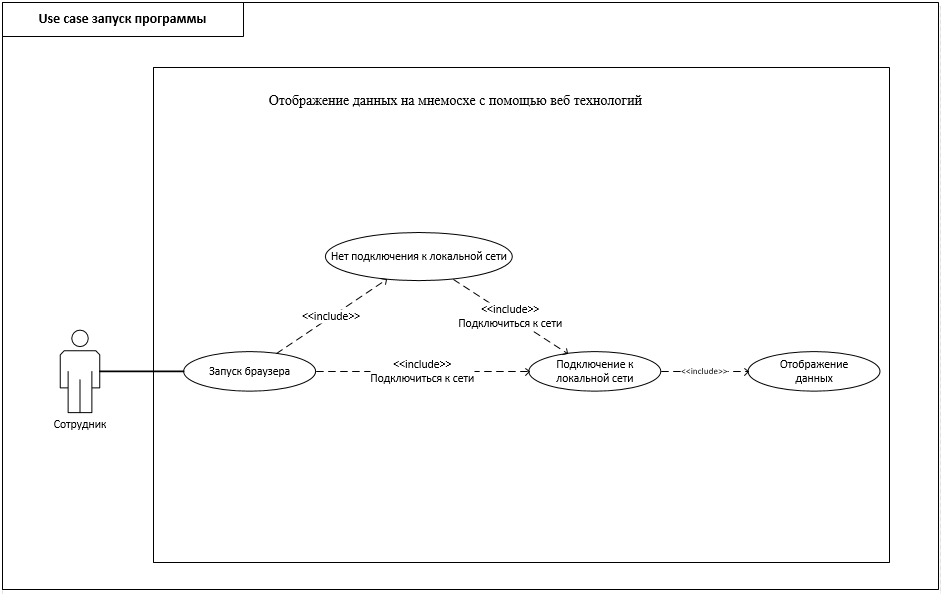 Use case запуск программы
Отображение данных на мнемосхе с помощью веб технологий
Нет подключения к локальной сети
<<include>>
<<include>>
Подключиться к сети
<<include>>
Подключиться к сети
Запуск браузера
Подключение к
локальной сети
<<include>>
Отображение
данных
Сотрудник